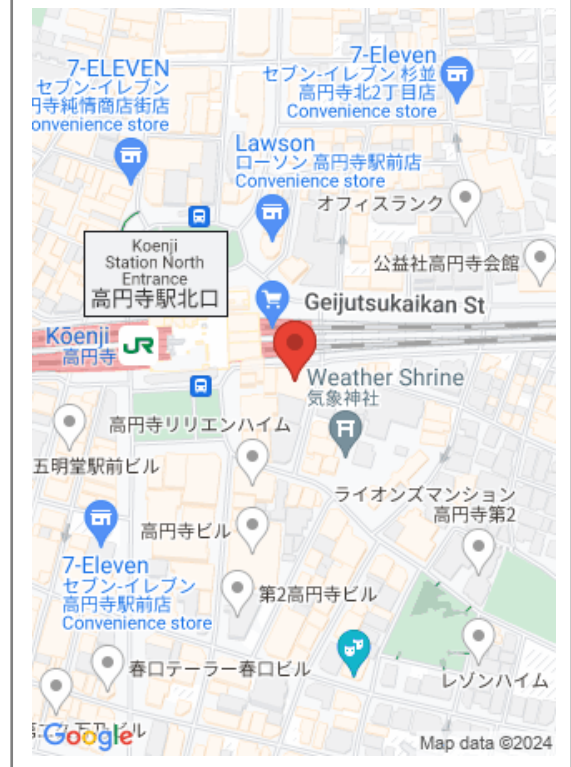 7-ELEVEN
セブン-イレブン
円寺純情商店街店
onvenience store
7-Eleven
セブン-イレブン 杉並
高円寺北2丁目店
Convenience store
Lawson
ローソン 高円寺駅前店
Convenience store
オフィスランク
公益社高円寺会館
Koenji
Station North
Entrance
高円寺駅北口
Geijutsukaikan St
Kōenji
高円寺
JR
Weather Shrine
気象神社
高円寺リリエンハイム
五明堂駅前ビル
ライオンズマンション
高円寺第2
高円寺ビル
7-Eleven
セブン-イレブン
高円寺駅前店
Convenience store
第2高円寺ビル
春口テーラー春口ビル
レゾンハイム
Google
Map data ©2024